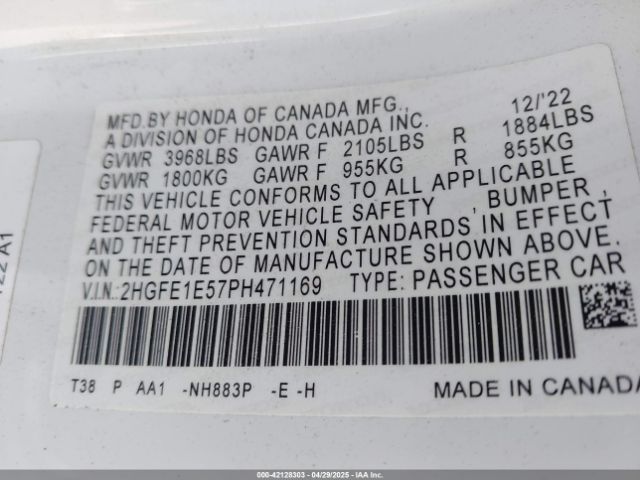 MFD.BY HONDA OF CANADA MFG., 12/'22
A DIVISION OF HONDA CANADA INC.
GVWR 3968LBS GAWR F 2105LBS R 1884LBS
GVWR 1800KG GAWR F 955KG R 855KG
THIS VEHICLE CONFORMS TO ALL APPLICABLE
FEDERAL MOTOR VEHICLE SAFETY , BUMPER ,
AND THEFT PREVENTION STANDARDS IN EFFECT
ON THE DATE OF MANUFACTURE SHOWN ABOVE.
V.I.N.:2HGFE1E57PH471169 TYPE: PASSENGER CAR
T38 P AA1 -NH883P -E -H MADE IN CANADA
A1
000-42128303 - 04/29/2025 - IAA Inc.